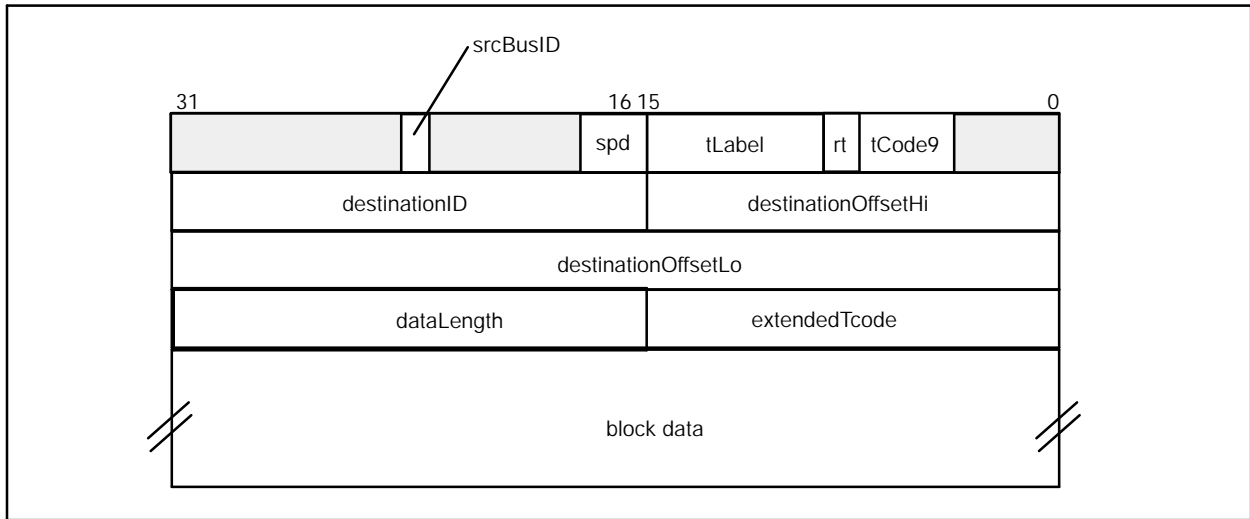 srcBusID
31 16 15 0
spd tLabel rt tCode9
destinationID destinationOffsetHi
destinationOffsetLo
dataLength extendedTcode
block data